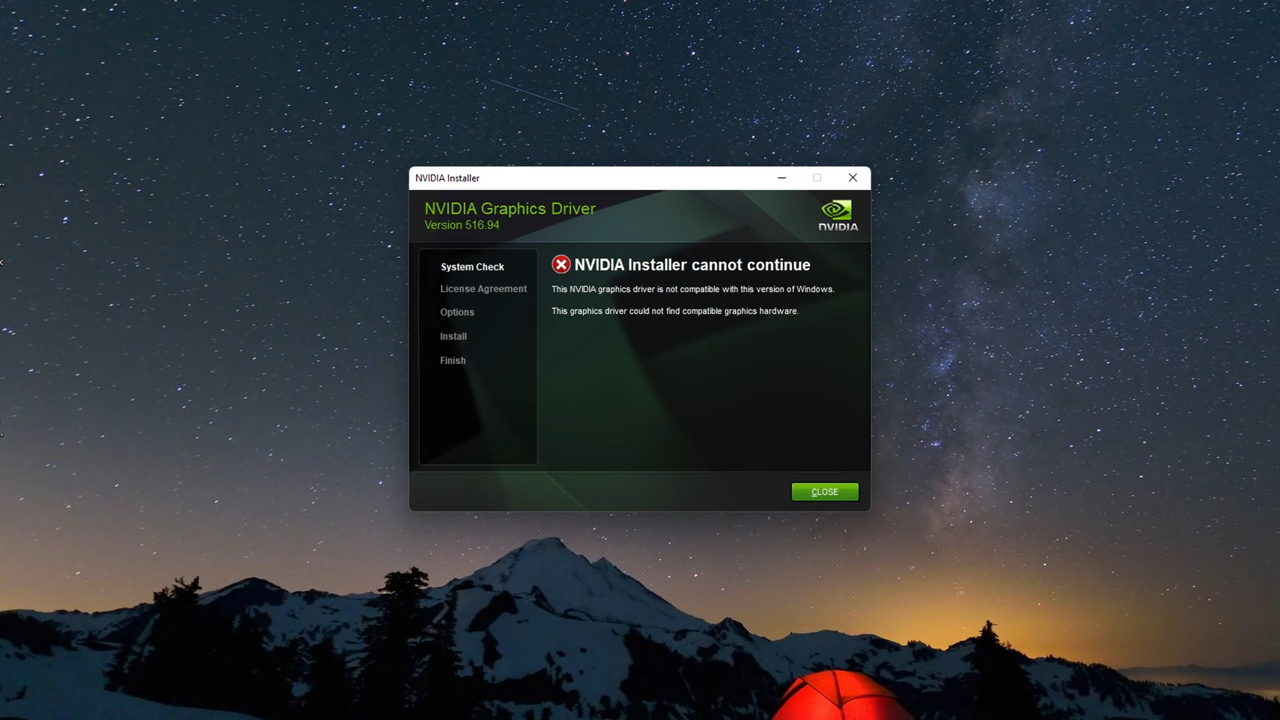 NVIDIA Installer
NVIDIA Graphics Driver
Version 516.94
NVIDIA
System Check
License Agreement
Options
Install
Finish
NVIDIA Installer cannot continue
This NVIDIA graphics driver is not compatible with this version of Windows.
This graphics driver could not find compatible graphics hardware.
CLOSE